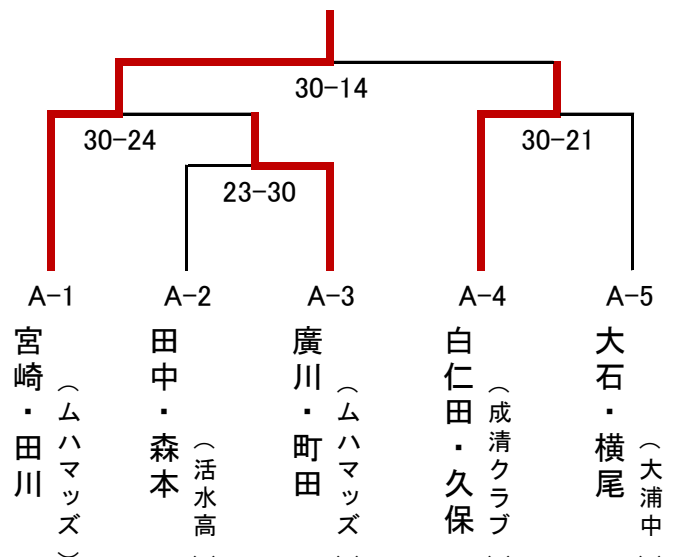 30-14
30-24
30-21
23-30
A-1
A-2
A-3
A-4
A-5
宮崎・田川
（ムハマッズ）
田中・森本
（活水高）
廣川・町田
（ムハマッズ）
白仁田・久保
（成清クラブ）
大石・横尾
（大浦中）